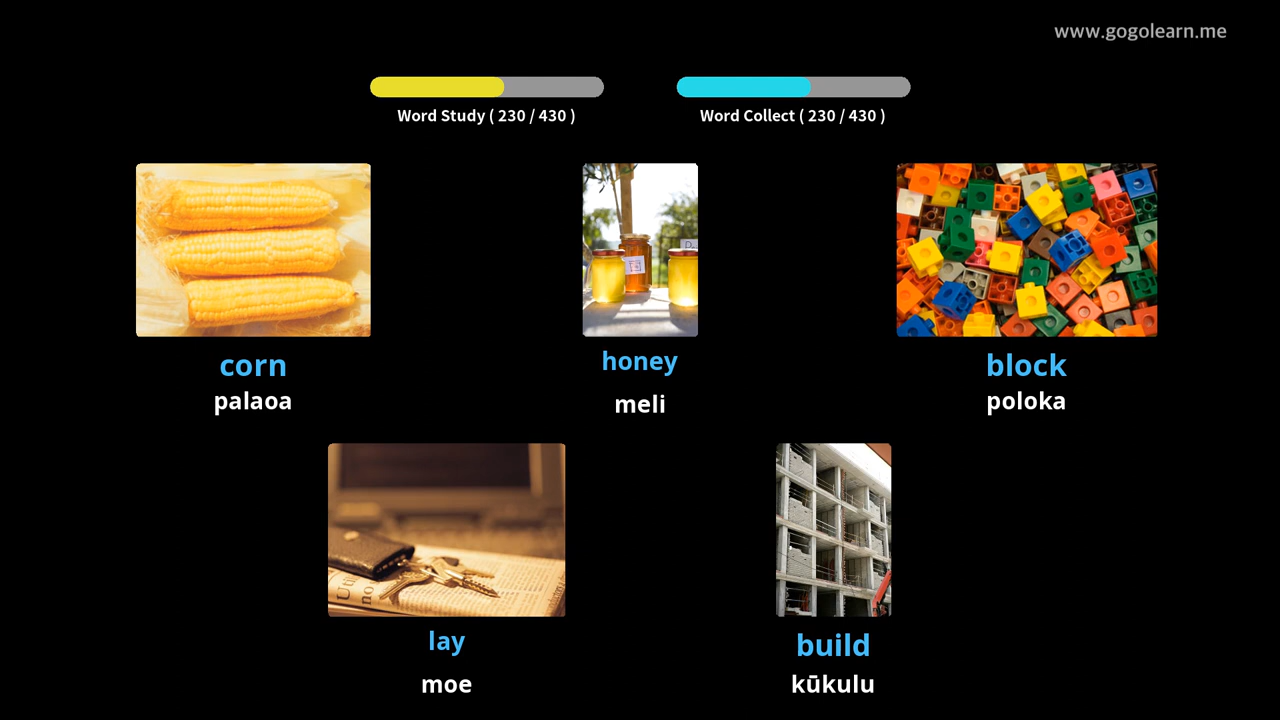 www.gogolearn.me
Word Study ( 230 / 430 )
Word Collect ( 230 / 430 )
corn
palaoa
honey
meli
block
poloka
lay
moe
build
kūkulu